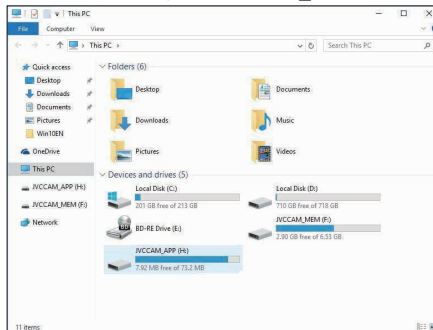 This PC
File Computer View
This PC
Search This PC
Quick access
Desktop
Downloads
Documents
Pictures
Win10EN
OneDrive
This PC
JVCCAM_APP (H:)
JVCCAM_MEM (F:)
Network
Folders (6)
Desktop
Documents
Downloads
Music
Pictures
Videos
Devices and drives (5)
Local Disk (C:)
201 GB free of 213 GB
Local Disk (D:)
710 GB free of 718 GB
BD-RE Drive (E:)
BD
JVCCAM_MEM (F:)
2.90 GB free of 6.53 GB
JVCCAM_APP (H:)
7.92 MB free of 73.2 MB
11 items